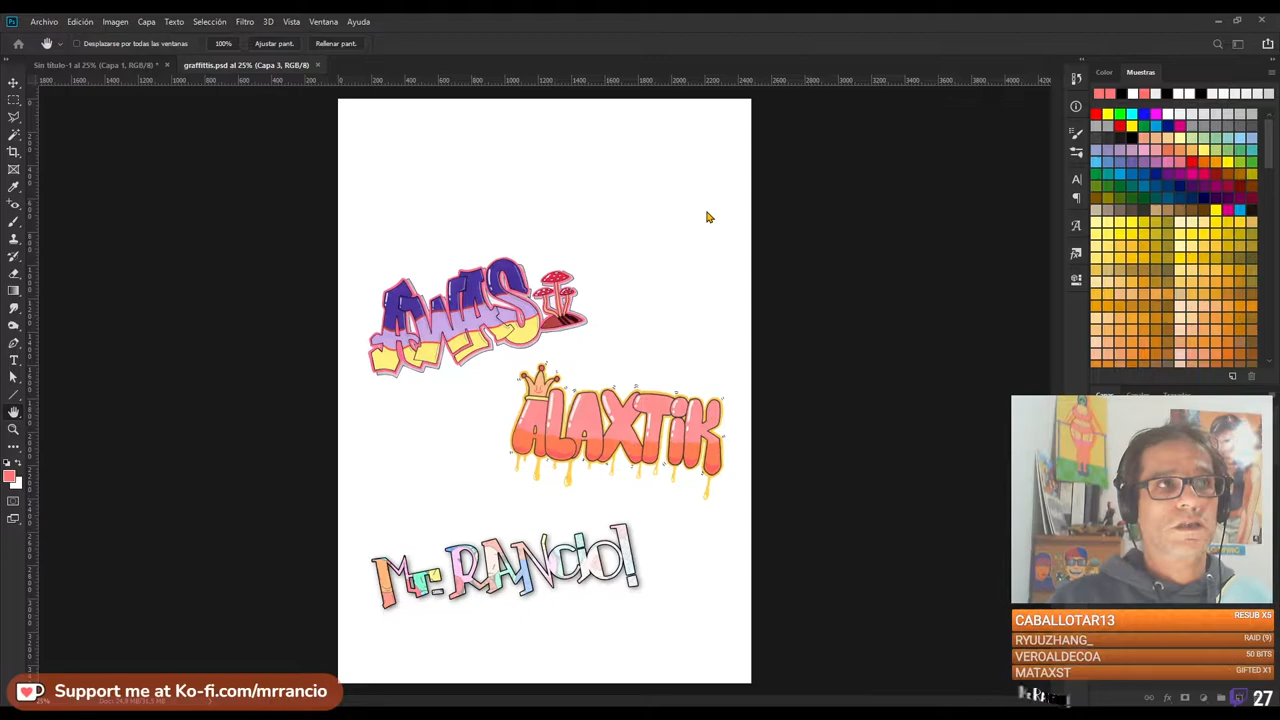 Ps Archivo Edición Imagen Capa Texto Selección Filtro 3D Vista Ventana Ayuda
Desplazarse por todas las ventanas 100% Ajustar pant. Rellenar pant.
Sin título-1 al 25% (Capa 1, RGB/8) * × graffittis.psd al 25% (Capa 3, RGB/8) ×
Color Muestras
AWAS
ALAXTiK
Mr. RANciO!
CABALLOTAR13 RESUB X5
RYUUZHANG_ RAID (9)
VEROALDECOA 50 BITS
MATAXST GIFTED X1
Support me at Ko-fi.com/mrrancio
27